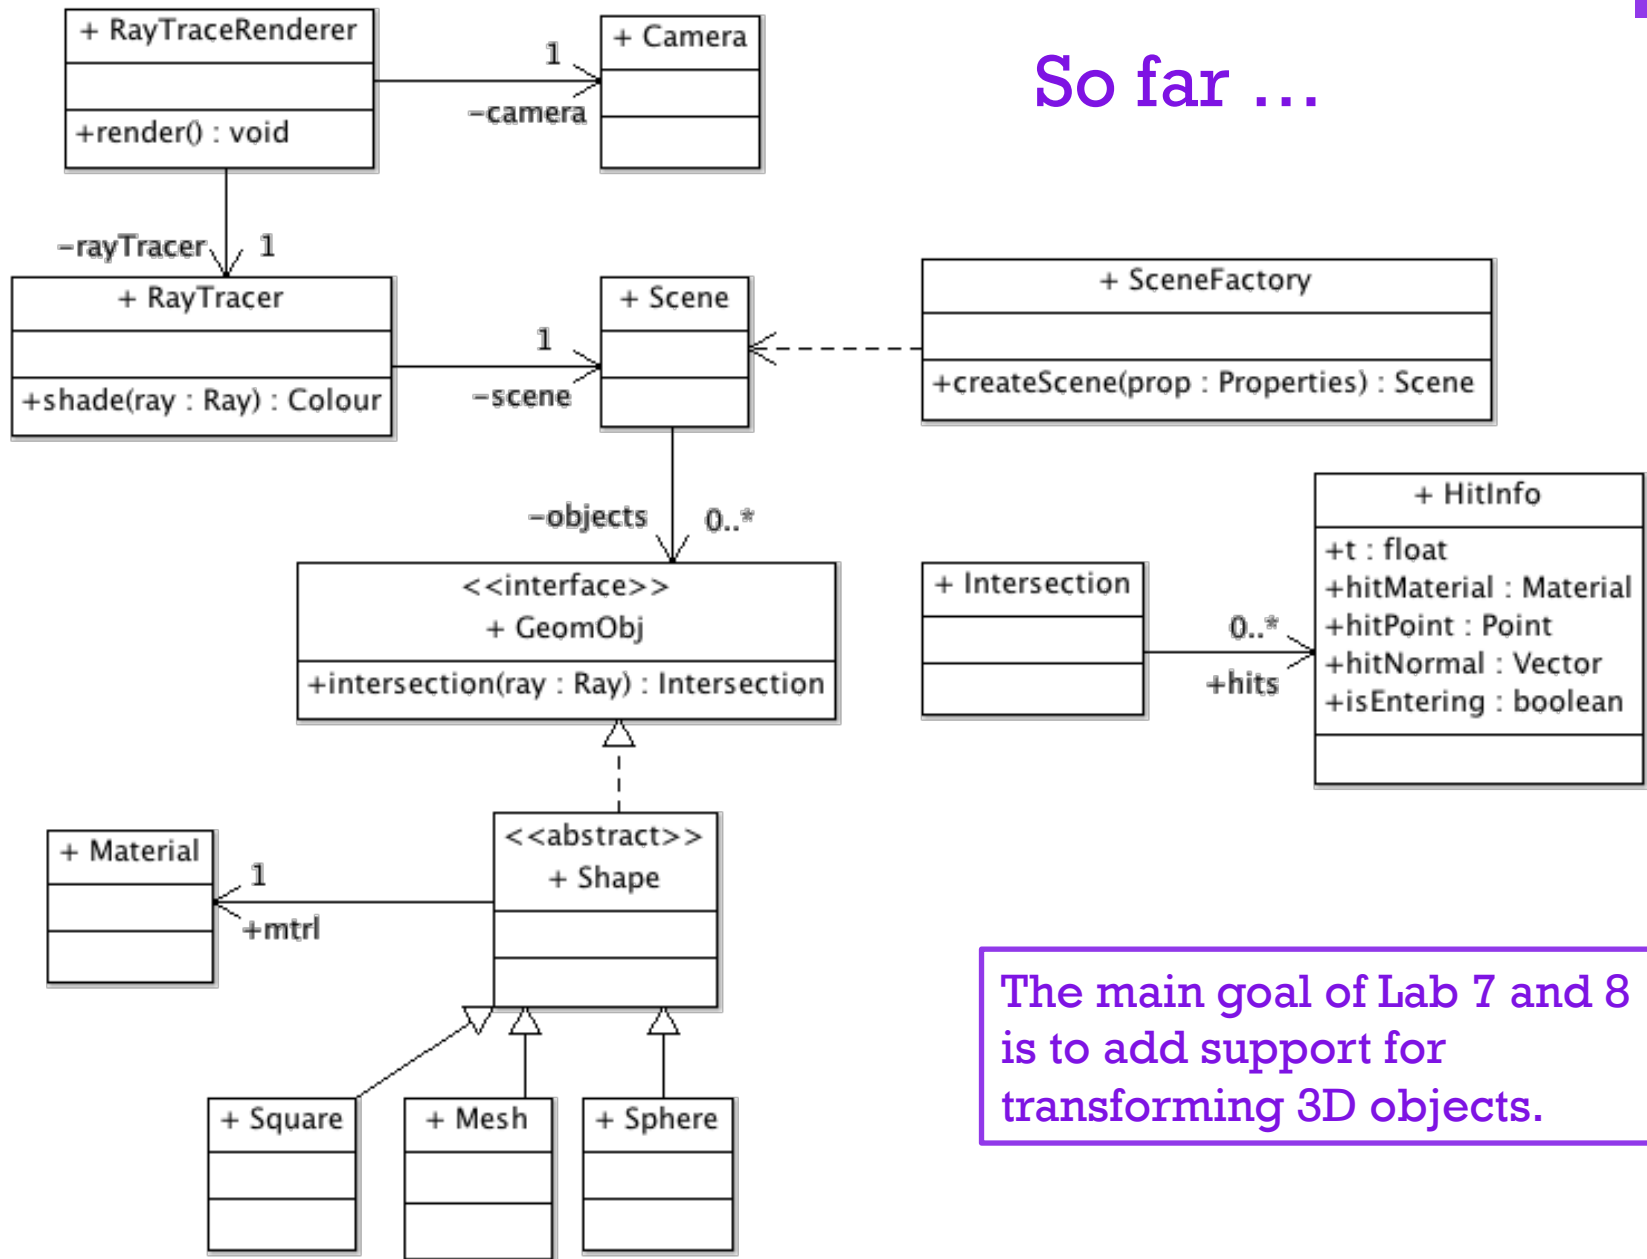 So far ...
+ RayTraceRenderer
+render() : void
1
-camera
+ Camera
-rayTracer
1
+ RayTracer
+shade(ray : Ray) : Colour
1
-scene
+ Scene
+ SceneFactory
+createScene(prop : Properties) : Scene
-objects
0..*
<<interface>>
+ GeomObj
+intersection(ray : Ray) : Intersection
+ Intersection
0..*
+hits
+ HitInfo
+t : float
+hitMaterial : Material
+hitPoint : Point
+hitNormal : Vector
+isEntering : boolean
<<abstract>>
+ Shape
1
+mtrl
+ Material
+ Square
+ Mesh
+ Sphere
The main goal of Lab 7 and 8
is to add support for
transforming 3D objects.